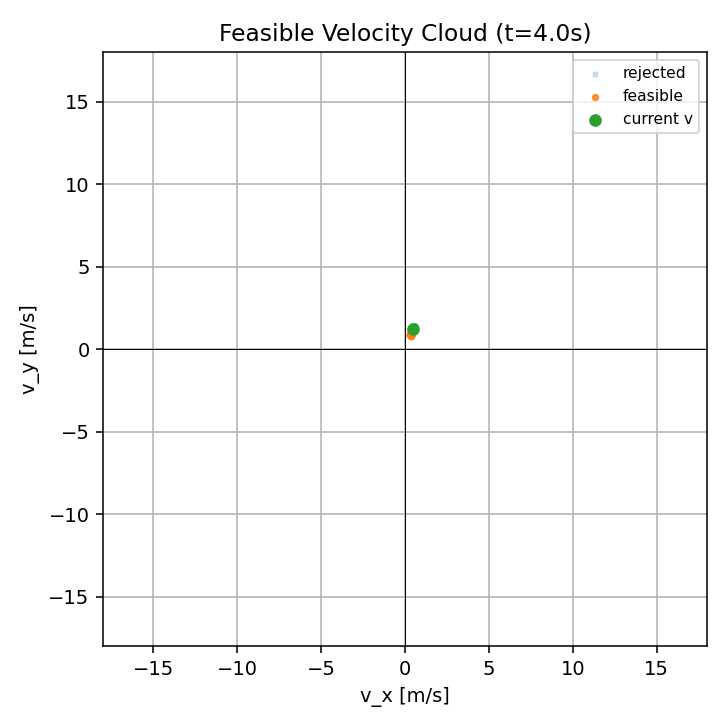 Feasible Velocity Cloud (t=4.0s)
rejected
feasible
current v
15
10
5
0
−5
−10
−15
v_y [m/s]
−15 −10 −5 0 5 10 15
v_x [m/s]